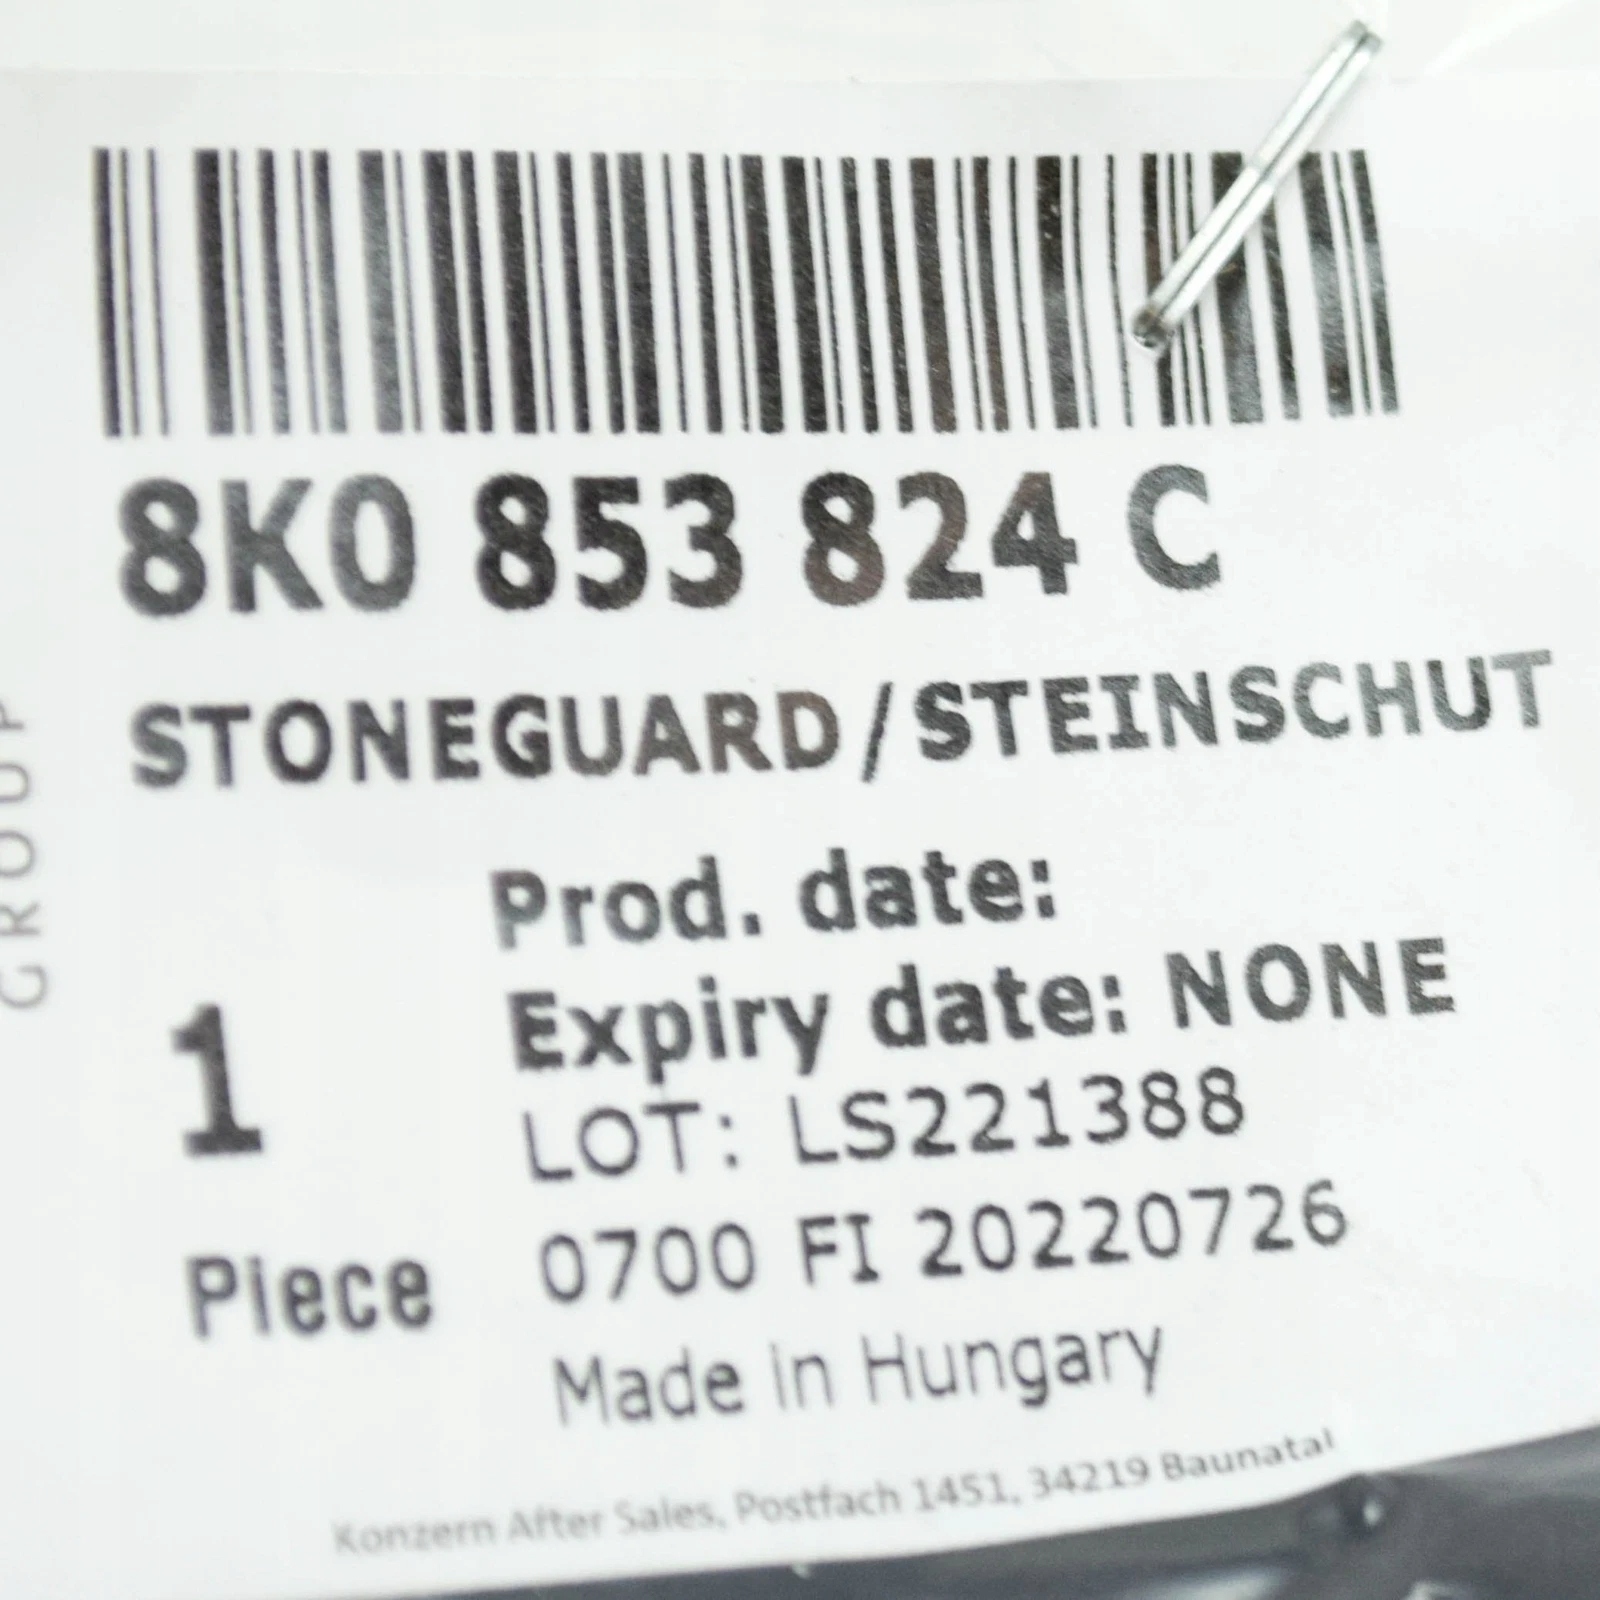 8K0 853 824 C
STONEGUARD/STEINSCHUT
GROUP
Prod. date:
Expiry date: NONE
1
LOT: LS221388
Piece
0700 FI 20220726
Made in Hungary
Konzern After Sales, Postfach 1451, 34219 Baunatal